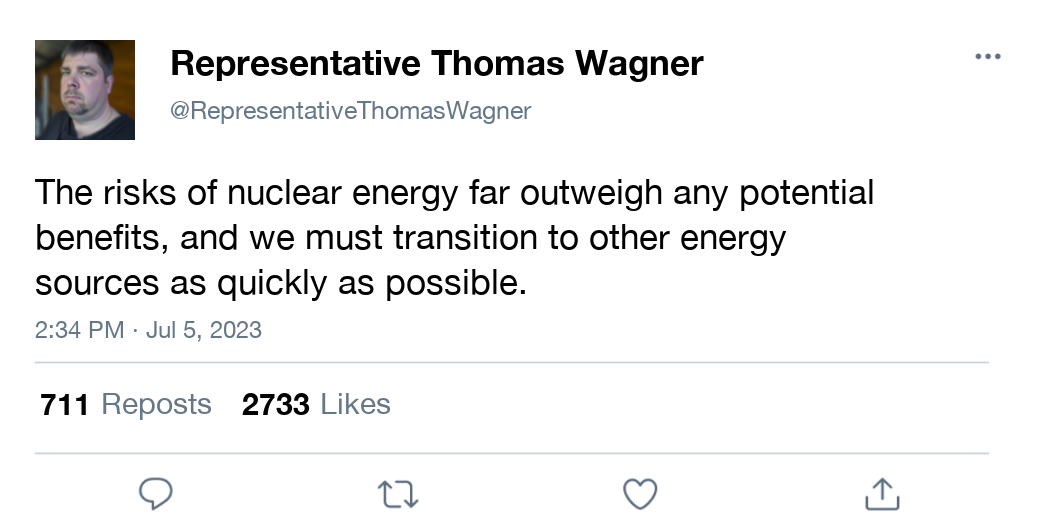 Representative Thomas Wagner
@RepresentativeThomasWagner
The risks of nuclear energy far outweigh any potential
benefits, and we must transition to other energy
sources as quickly as possible.
2:34 PM · Jul 5, 2023
711 Reposts 2733 Likes